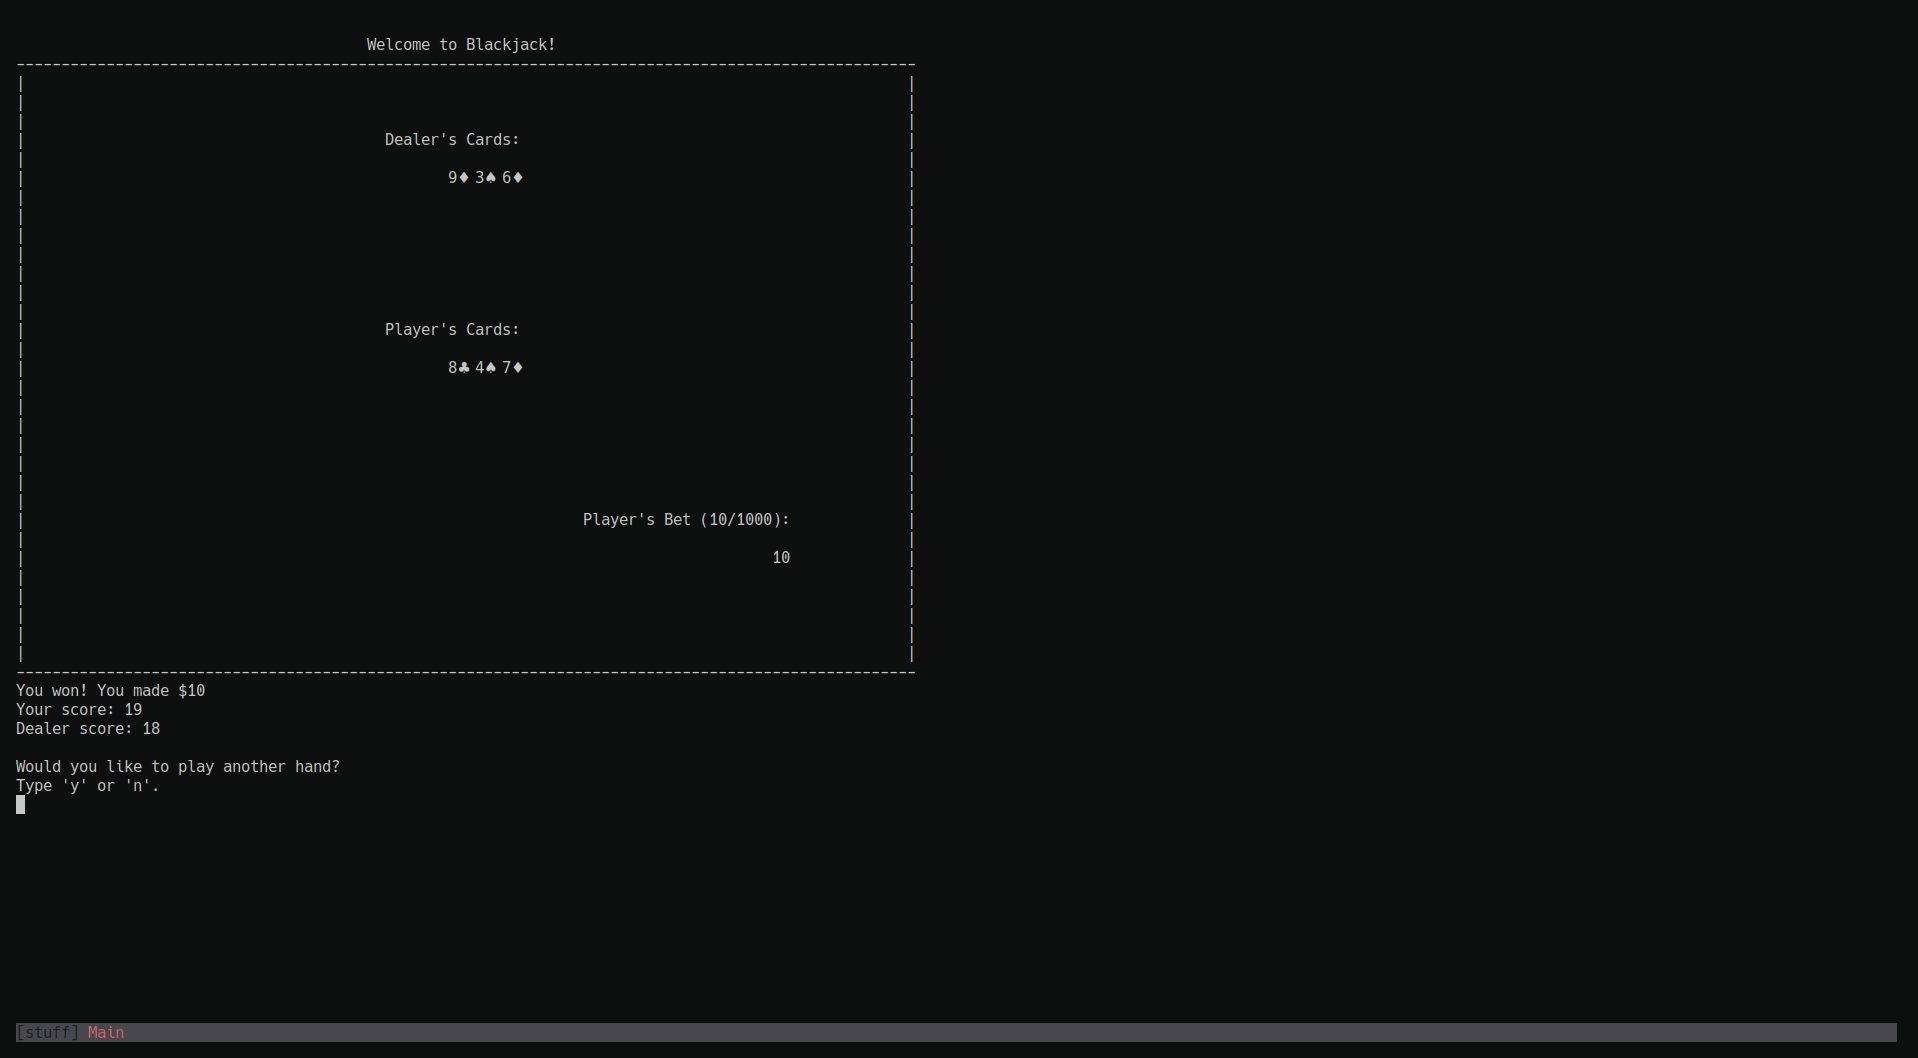 Welcome to Blackjack!
Dealer's Cards:
9♦ 3♠ 6♦
Player's Cards:
8♣ 4♠ 7♦
Player's Bet (10/1000):
10
You won! You made $10
Your score: 19
Dealer score: 18
Would you like to play another hand?
Type 'y' or 'n'.
[stuff] Main